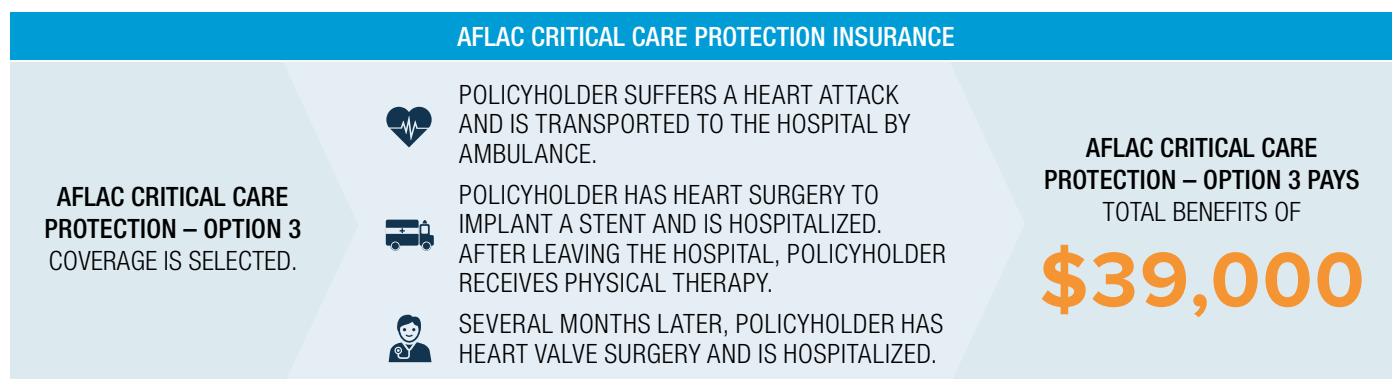 AFLAC CRITICAL CARE PROTECTION INSURANCE
AFLAC CRITICAL CARE
PROTECTION – OPTION 3
COVERAGE IS SELECTED.
POLICYHOLDER SUFFERS A HEART ATTACK
AND IS TRANSPORTED TO THE HOSPITAL BY
AMBULANCE.
POLICYHOLDER HAS HEART SURGERY TO
IMPLANT A STENT AND IS HOSPITALIZED.
AFTER LEAVING THE HOSPITAL, POLICYHOLDER
RECEIVES PHYSICAL THERAPY.
SEVERAL MONTHS LATER, POLICYHOLDER HAS
HEART VALVE SURGERY AND IS HOSPITALIZED.
AFLAC CRITICAL CARE
PROTECTION – OPTION 3 PAYS
TOTAL BENEFITS OF
$39,000